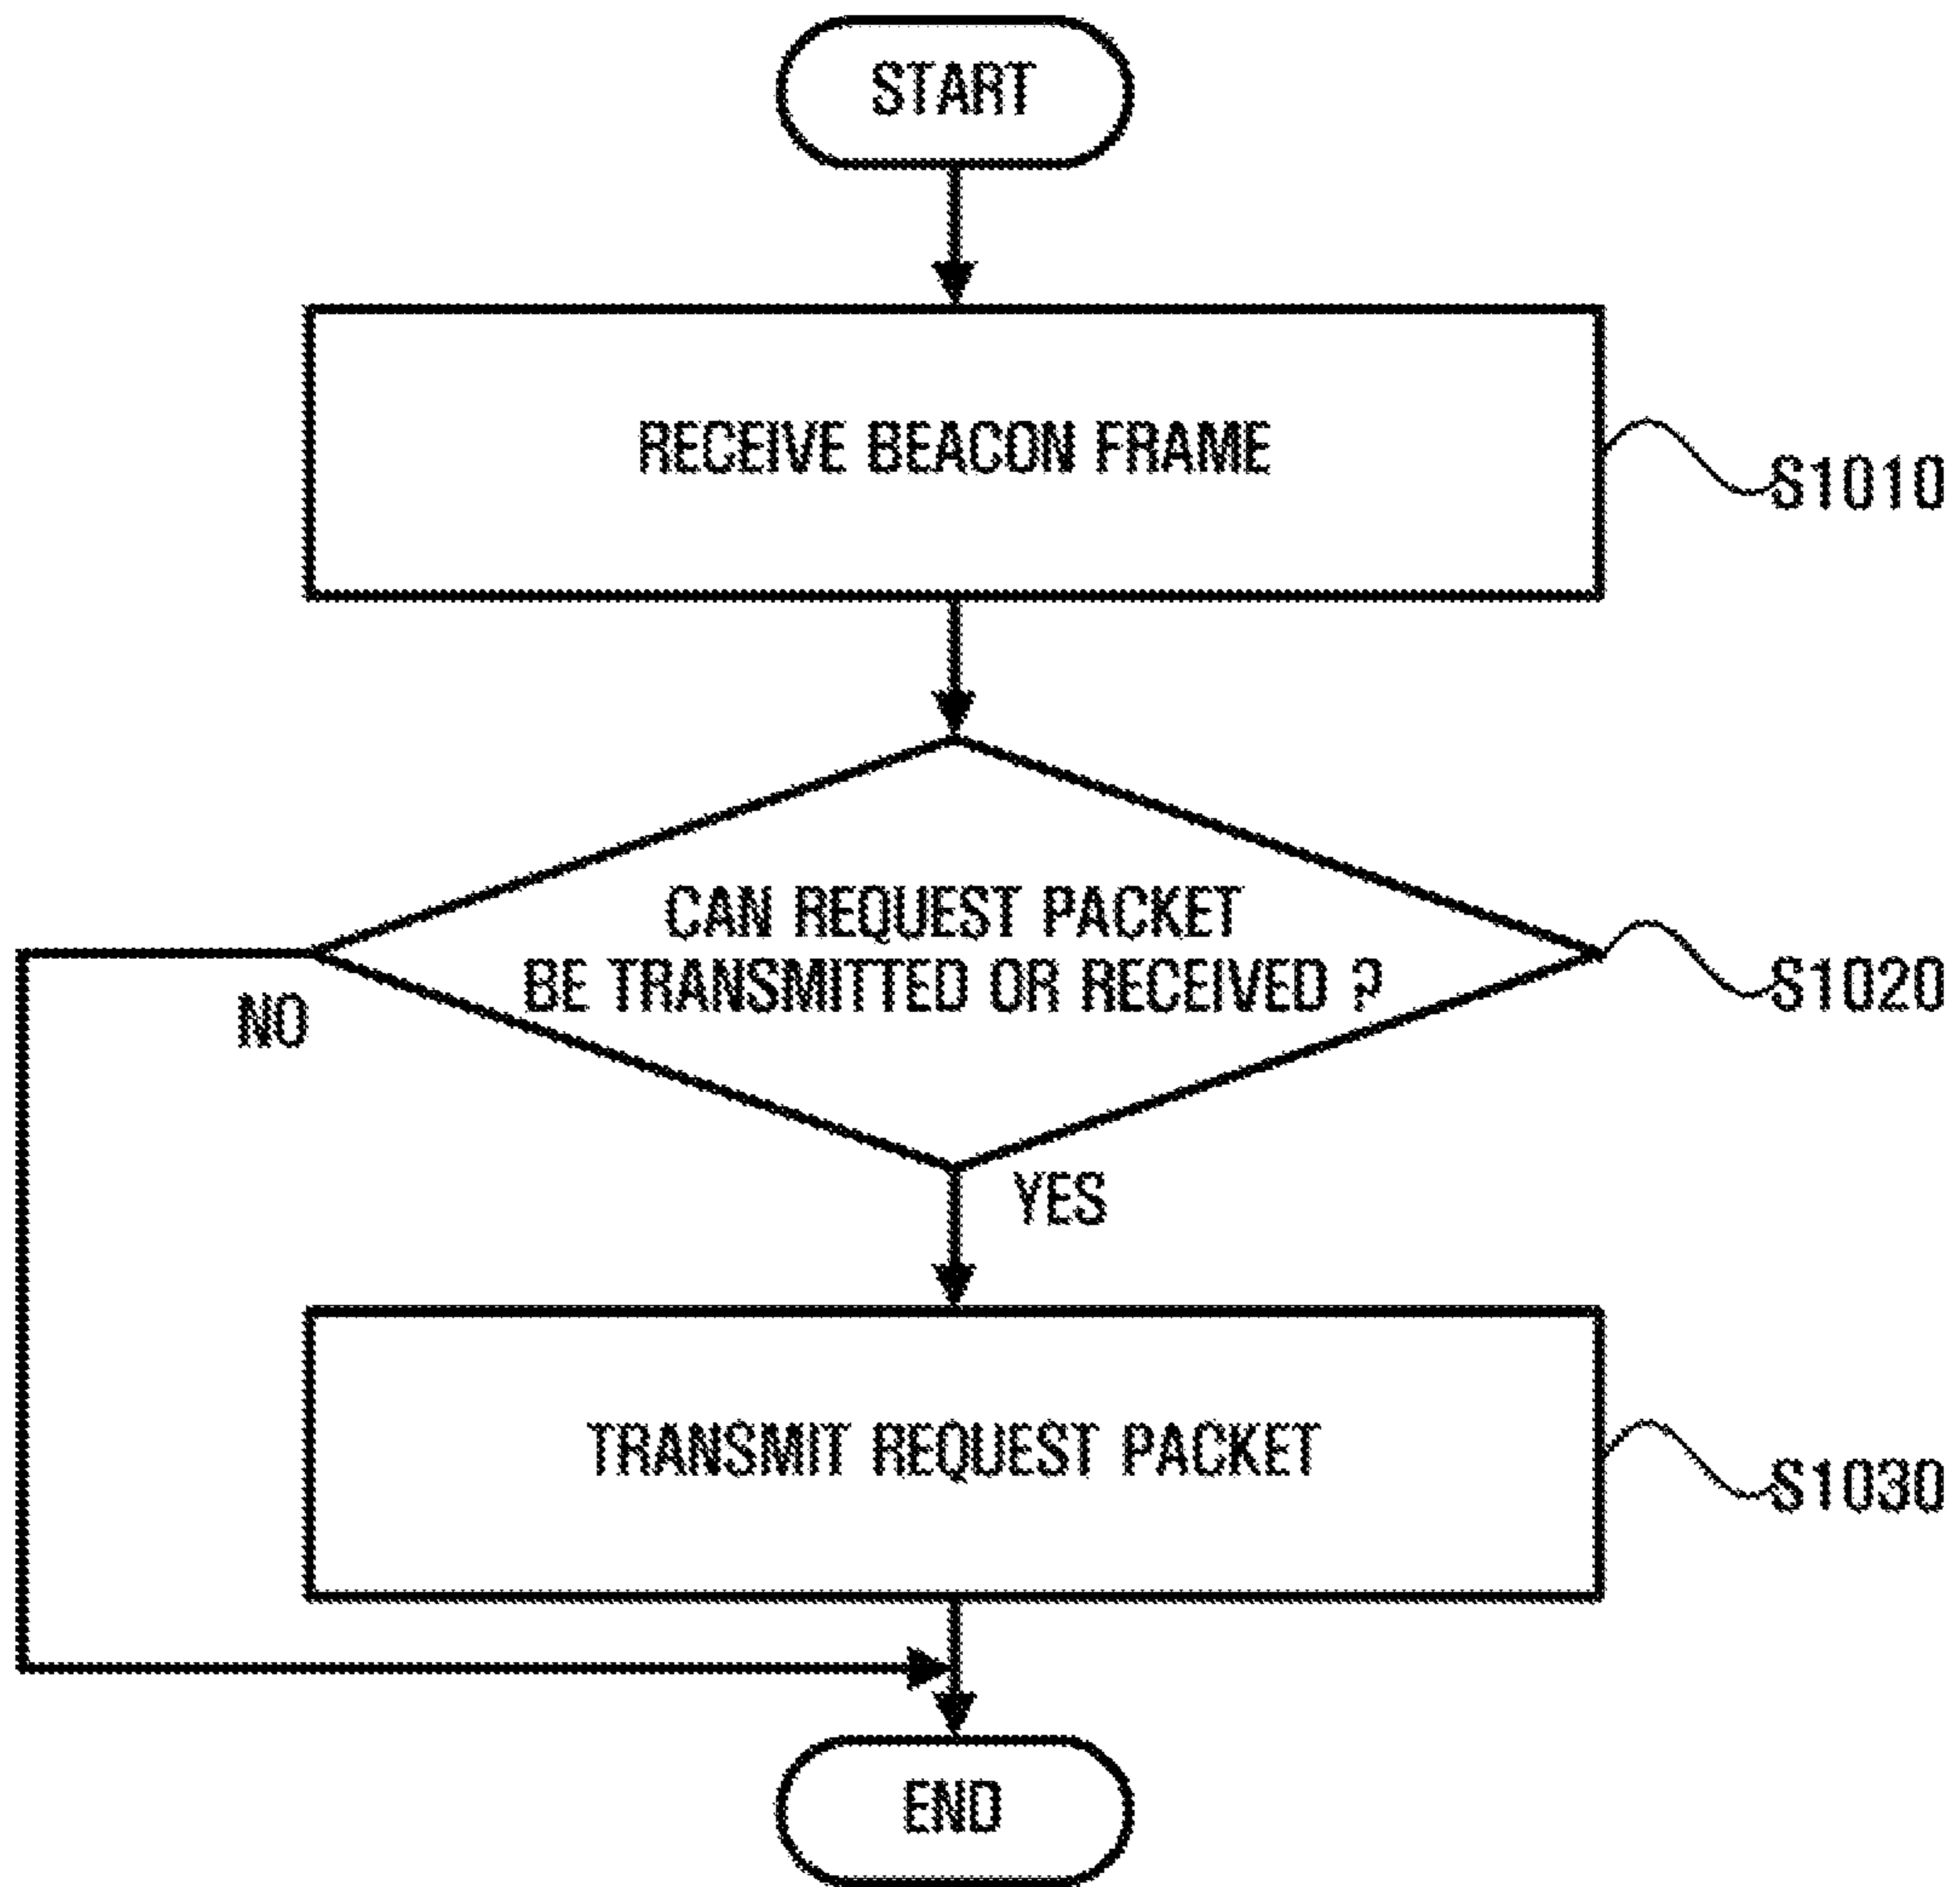 START
RECEIVE BEACON FRAME
S1010
CAN REQUEST PACKET
BE TRANSMITTED OR RECEIVED ?
S1020
NO
YES
TRANSMIT REQUEST PACKET
S1030
END